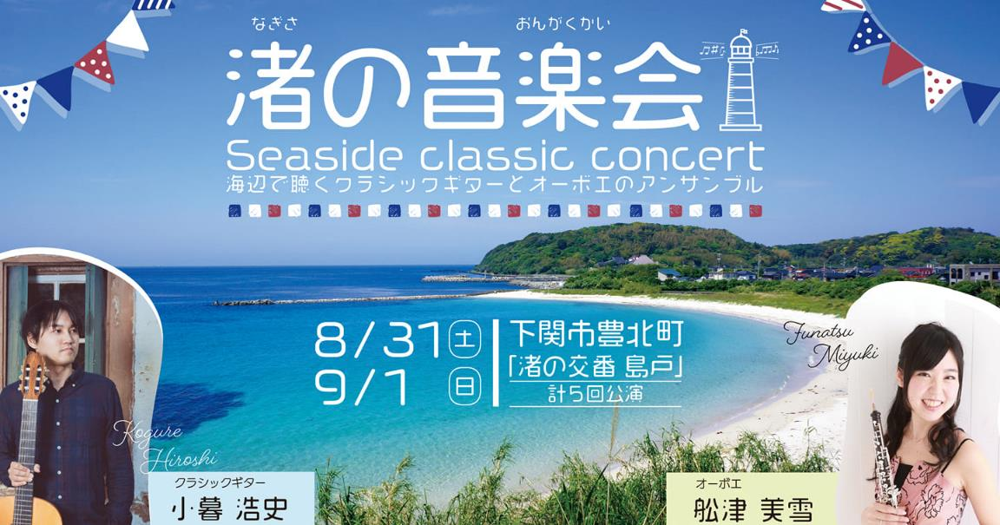 なぎさ おんがくかい
渚の音楽会
Seaside classic concert
海辺で聴くクラシックギターとオーボエのアンサンブル
8/31土
9/1日
下関市豊北町
「渚の交番 島戸」
計5回公演
Kogure
Hiroshi
クラシックギター
小暮 浩史
Funatsu
Miyuki
オーボエ
舩津 美雪